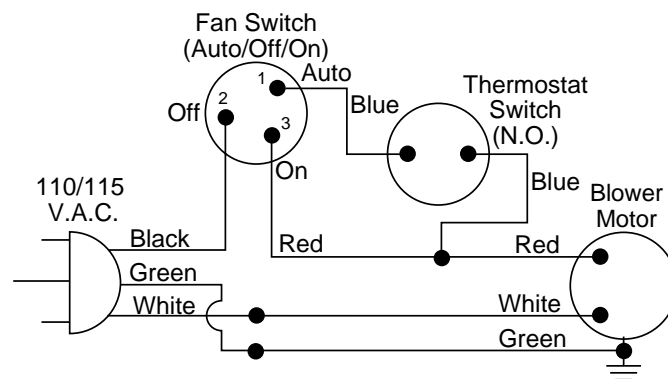 Fan Switch
(Auto/Off/On)
1
Auto
2
Off
3
On
Blue
Thermostat
Switch
(N.O.)
Blue
110/115
V.A.C.
Blower
Motor
Black
Red
Red
Green
White
White
Green